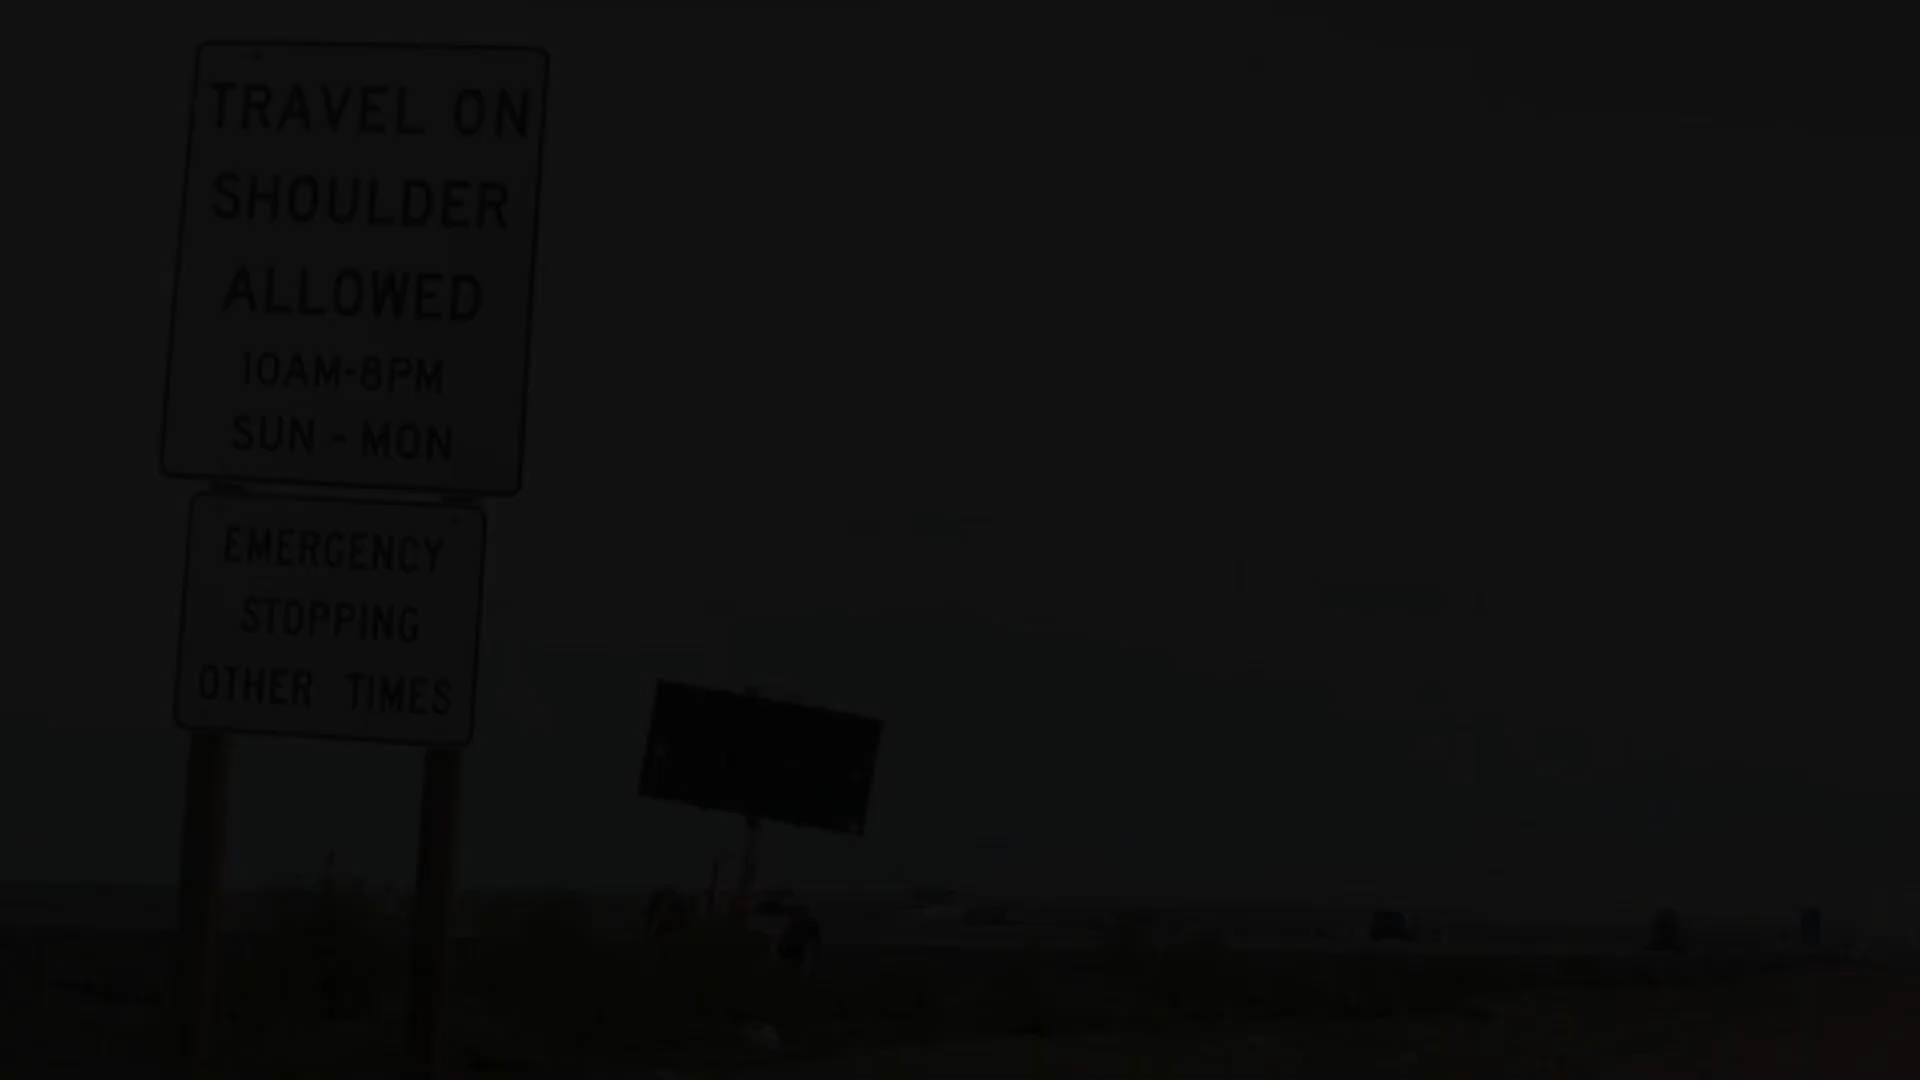 TRAVEL ON
SHOULDER
ALLOWED
10AM-8PM
SUN - MON
EMERGENCY
STOPPING
OTHER TIMES